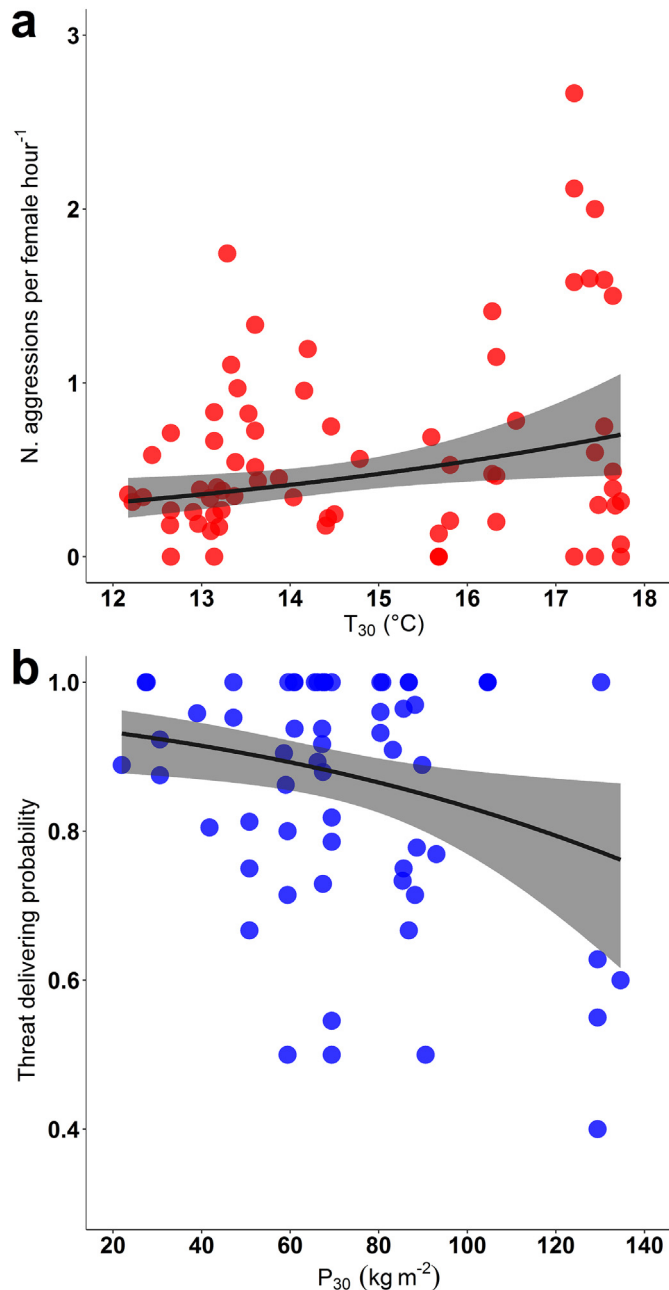 a
N. aggressions per female hour⁻¹
3
2
1
0
12 13 14 15 16 17 18
T₃₀ (°C)
b
Threat delivering probability
1.0
0.8
0.6
0.4
20 40 60 80 100 120 140
P₃₀ (kg m⁻²)